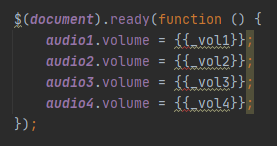 $(document).ready(function () {
audio1.volume = {{_vol1}};
audio2.volume = {{_vol2}};
audio3.volume = {{_vol3}};
audio4.volume = {{_vol4}};
});